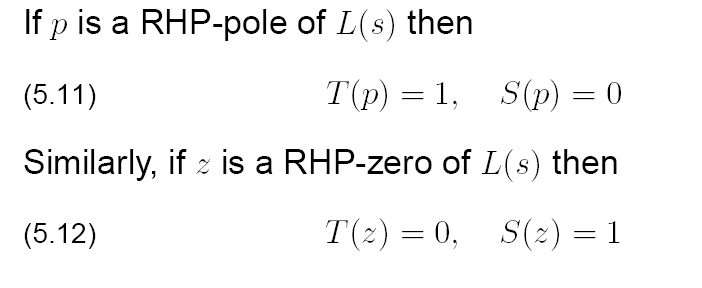 If p is a RHP-pole of L(s) then
(5.11) T(p) = 1, S(p) = 0
Similarly, if z is a RHP-zero of L(s) then
(5.12) T(z) = 0, S(z) = 1